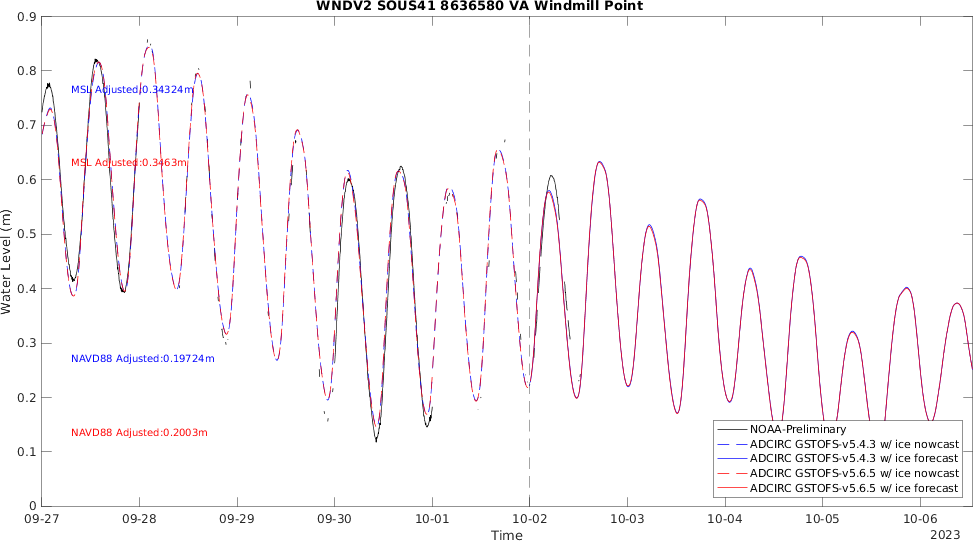 WNDV2 SOUS41 8636580 VA Windmill Point
0.9
0.8
0.7
0.6
0.5
0.4
0.3
0.2
0.1
0
Water Level (m)
MSL Adjusted:0.34324m
MSL Adjusted:0.3463m
NAVD88 Adjusted:0.19724m
NAVD88 Adjusted:0.2003m
NOAA-Preliminary
ADCIRC GSTOFS-v5.4.3 w/ ice nowcast
ADCIRC GSTOFS-v5.4.3 w/ ice forecast
ADCIRC GSTOFS-v5.6.5 w/ ice nowcast
ADCIRC GSTOFS-v5.6.5 w/ ice forecast
09-27 09-28 09-29 09-30 10-01 10-02 10-03 10-04 10-05 10-06
Time
2023